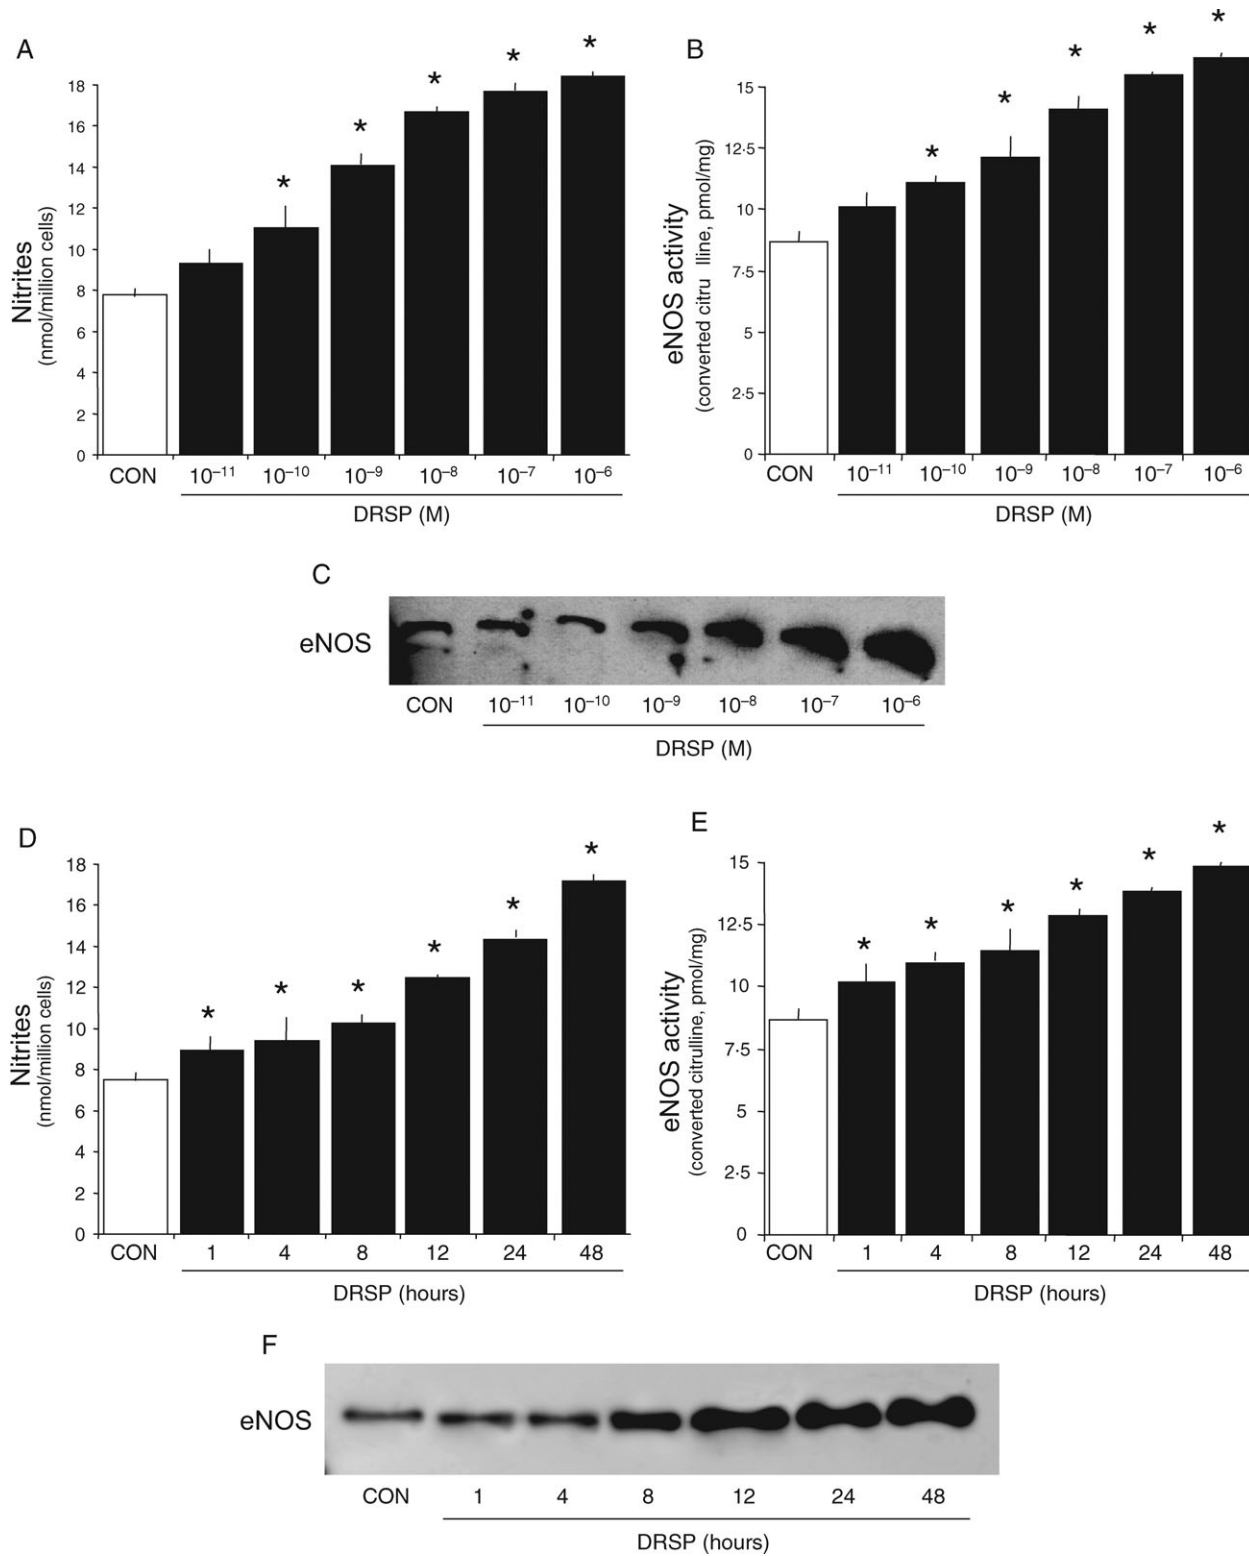 A
B
Nitrites
(nmol/million cells)
18
16
14
12
10
8
6
4
2
0
* * * * *
CON 10⁻¹¹ 10⁻¹⁰ 10⁻⁹ 10⁻⁸ 10⁻⁷ 10⁻⁶
DRSP (M)
eNOS activity
(converted citru lline, pmol/mg)
15
12·5
10
7·5
5
2·5
0
* * * * *
CON 10⁻¹¹ 10⁻¹⁰ 10⁻⁹ 10⁻⁸ 10⁻⁷ 10⁻⁶
DRSP (M)
C
eNOS
CON 10⁻¹¹ 10⁻¹⁰ 10⁻⁹ 10⁻⁸ 10⁻⁷ 10⁻⁶
DRSP (M)
D
Nitrites
(nmol/million cells)
18
16
14
12
10
8
6
4
2
0
* * * * * *
CON 1 4 8 12 24 48
DRSP (hours)
E
eNOS activity
(converted citrulline, pmol/mg)
15
12·5
10
7·5
5
2·5
0
* * * * * *
CON 1 4 8 12 24 48
DRSP (hours)
F
eNOS
CON 1 4 8 12 24 48
DRSP (hours)